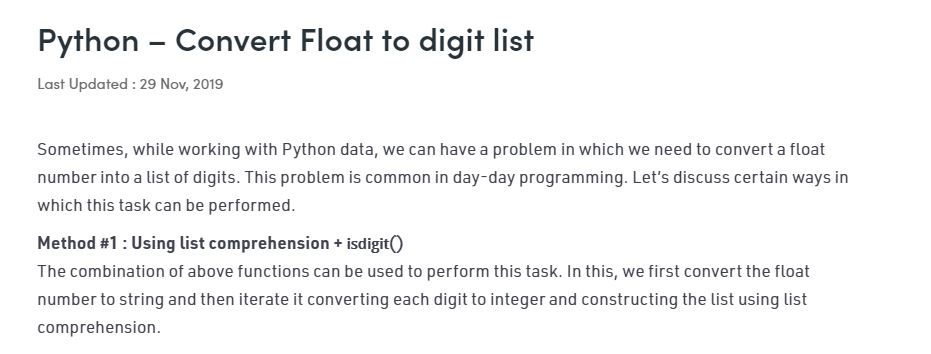 Python – Convert Float to digit list
Last Updated : 29 Nov, 2019
Sometimes, while working with Python data, we can have a problem in which we need to convert a float
number into a list of digits. This problem is common in day-day programming. Let’s discuss certain ways in
which this task can be performed.
Method #1 : Using list comprehension + isdigit()
The combination of above functions can be used to perform this task. In this, we first convert the float
number to string and then iterate it converting each digit to integer and constructing the list using list
comprehension.